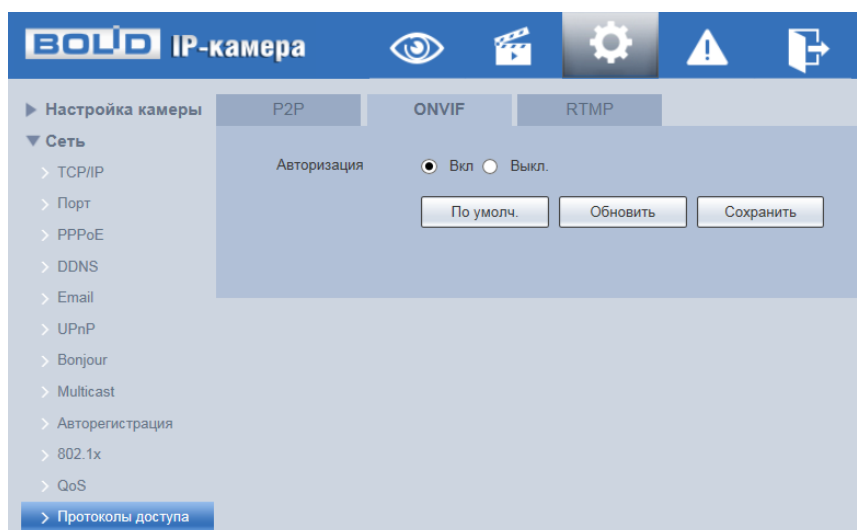 BOLID IP-камера
Настройка камеры
Сеть
TCP/IP
Порт
PPPoE
DDNS
Email
UPnP
Bonjour
Multicast
Авторегистрация
802.1x
QoS
Протоколы доступа
P2P ONVIF RTMP
Авторизация Вкл Выкл.
По умолч. Обновить Сохранить